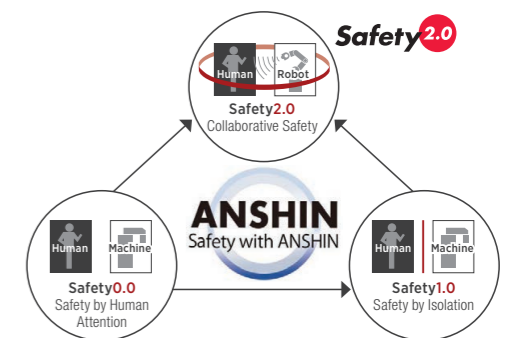 Safety2.0
Human Robot
Safety2.0
Collaborative Safety
ANSHIN
Safety with ANSHIN
Human Machine
Safety0.0
Safety by Human
Attention
Human Machine
Safety1.0
Safety by Isolation